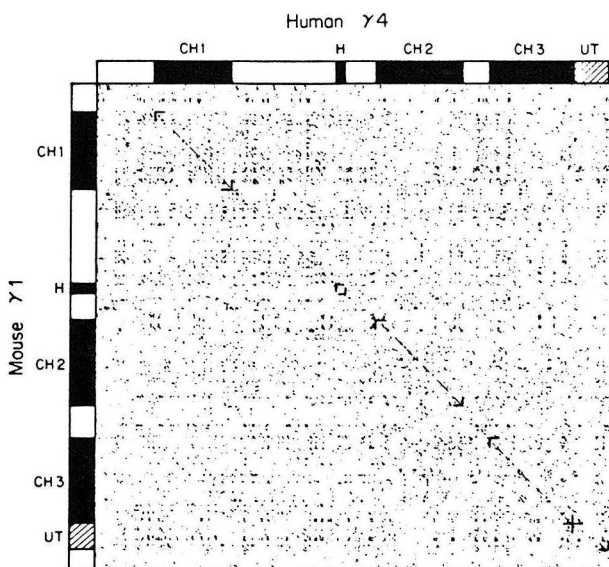 Human γ4
CH1 H CH2 CH3 UT
Mouse γ1
CH1
H
CH2
CH3
UT